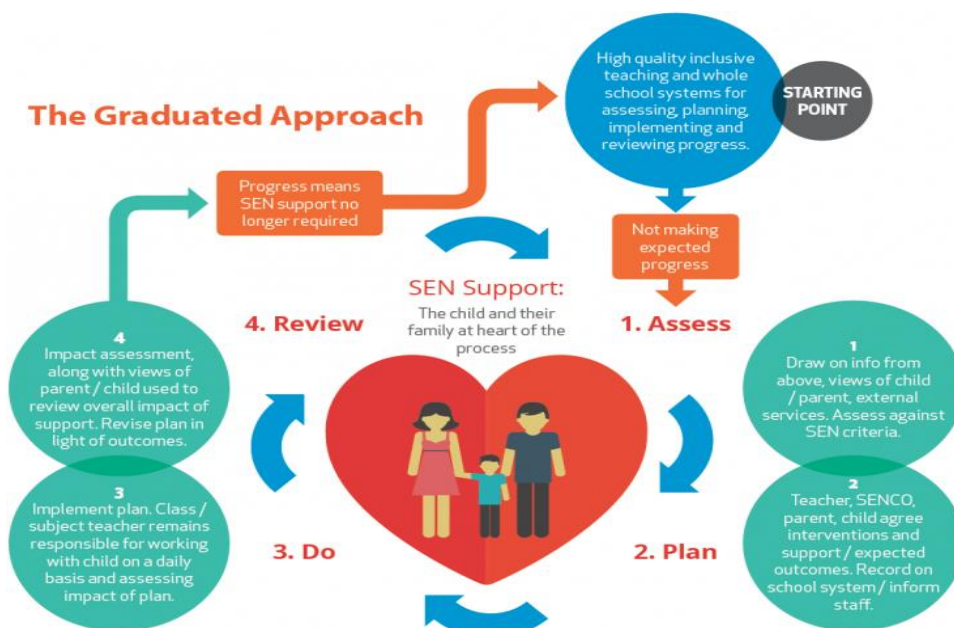 The Graduated Approach
High quality inclusive
teaching and whole
school systems for
assessing, planning,
implementing and
reviewing progress.
STARTING
POINT
Progress means
SEN support no
longer required
Not making
expected
progress
SEN Support:
The child and their
family at heart of the
process
4. Review
1. Assess
4
Impact assessment,
along with views of
parent / child used to
review overall impact of
support. Revise plan in
light of outcomes.
1
Draw on info from
above, views of child
/ parent, external
services. Assess against
SEN criteria.
3
Implement plan. Class /
subject teacher remains
responsible for working
with child on a daily
basis and assessing
impact of plan.
3. Do
2. Plan
2
Teacher, SENCO,
parent, child agree
interventions and
support / expected
outcomes. Record on
school system / inform
staff.